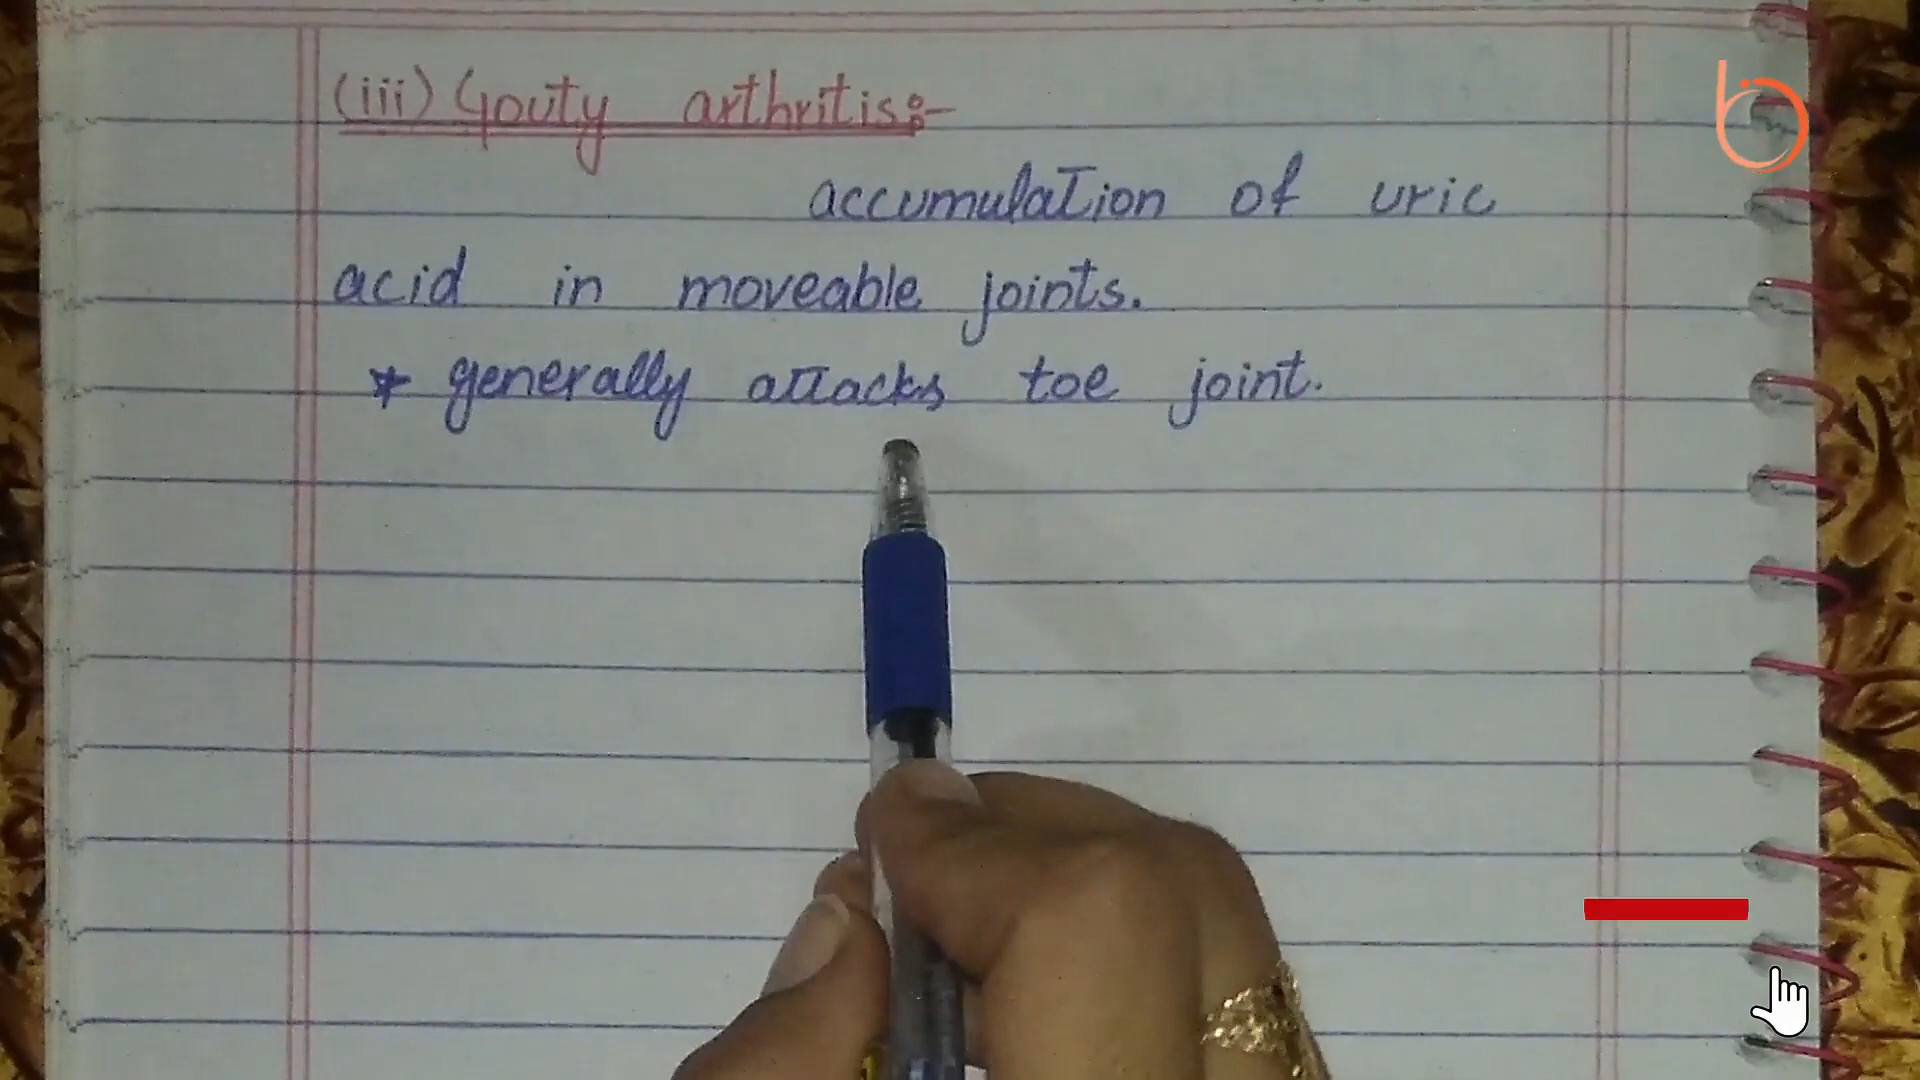 (iii) Gouty arthritis:-
accumulation of uric
acid in moveable joints.
* generally attacks toe joint.